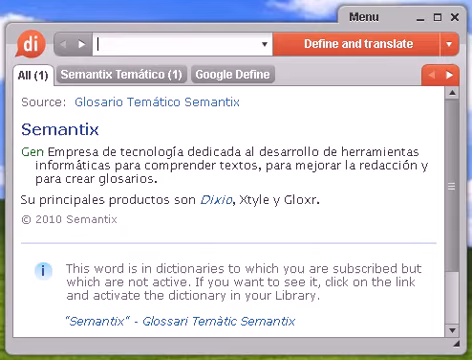 Menu
di
Define and translate
All (1) Semantix Temático (1) Google Define
Source: Glosario Temático Semantix
Semantix
Gen Empresa de tecnología dedicada al desarrollo de herramientas
informáticas para comprender textos, para mejorar la redacción y
para crear glosarios.
Su principales productos son Dixio, Xtyle y Gloxr.
© 2010 Semantix
i
This word is in dictionaries to which you are subscribed but
which are not active. If you want to see it, click on the link
and activate the dictionary in your Library.
"Semantix" - Glossari Temàtic Semantix